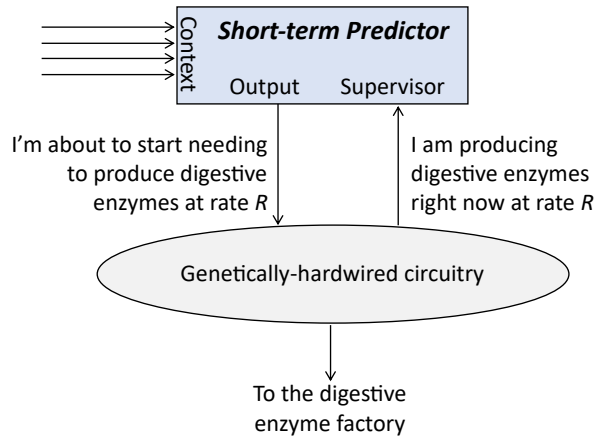 Context
Short-term Predictor
Output
Supervisor
I'm about to start needing
to produce digestive
enzymes at rate R
I am producing
digestive enzymes
right now at rate R
Genetically-hardwired circuitry
To the digestive
enzyme factory